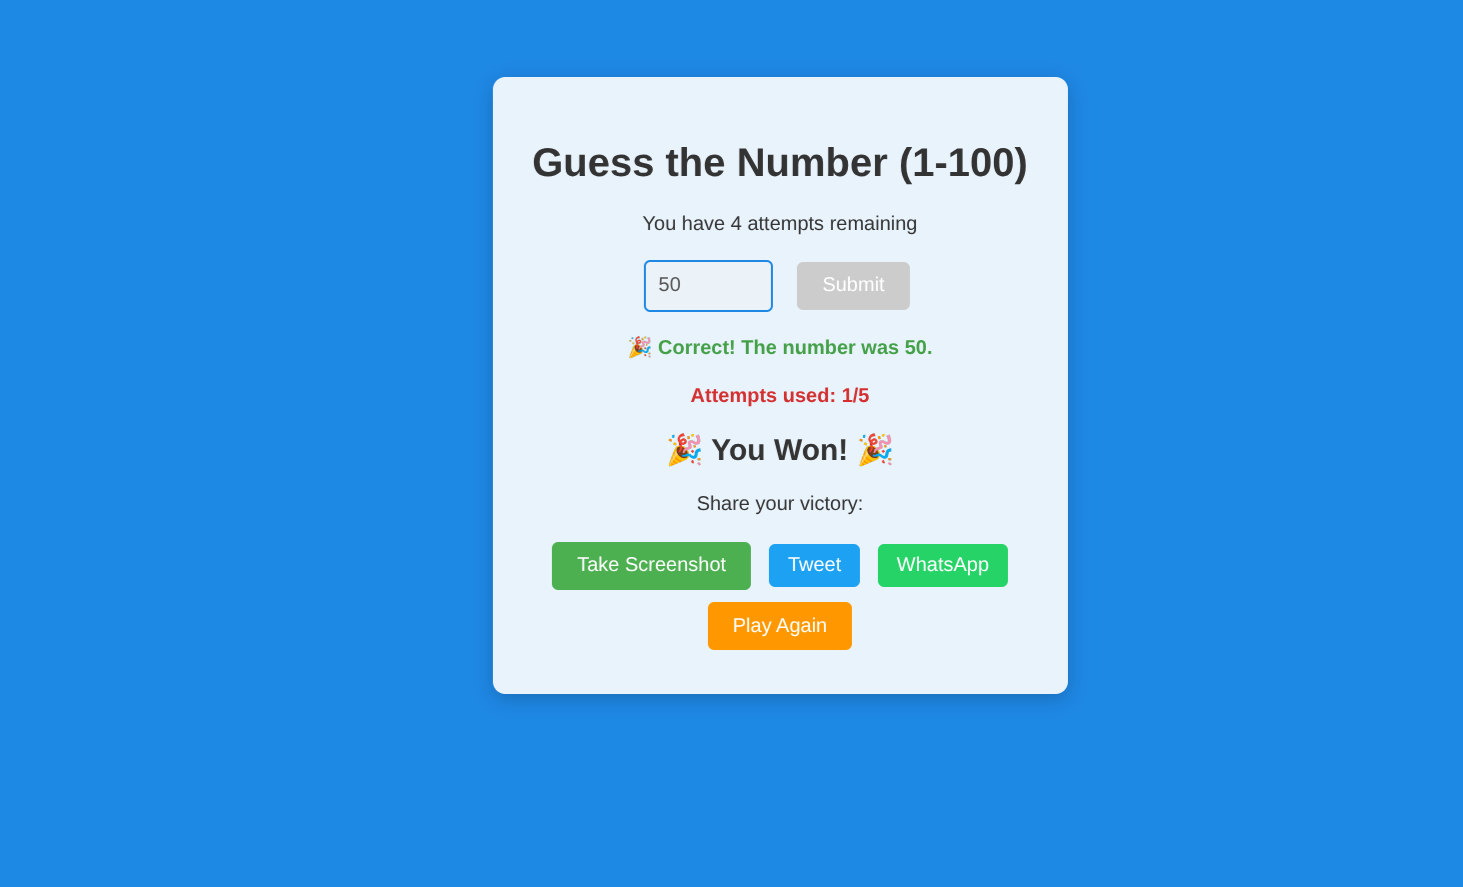 Guess the Number (1-100)
You have 4 attempts remaining
50 Submit
🎉 Correct! The number was 50.
Attempts used: 1/5
🎉 You Won! 🎉
Share your victory:
Take Screenshot Tweet WhatsApp
Play Again